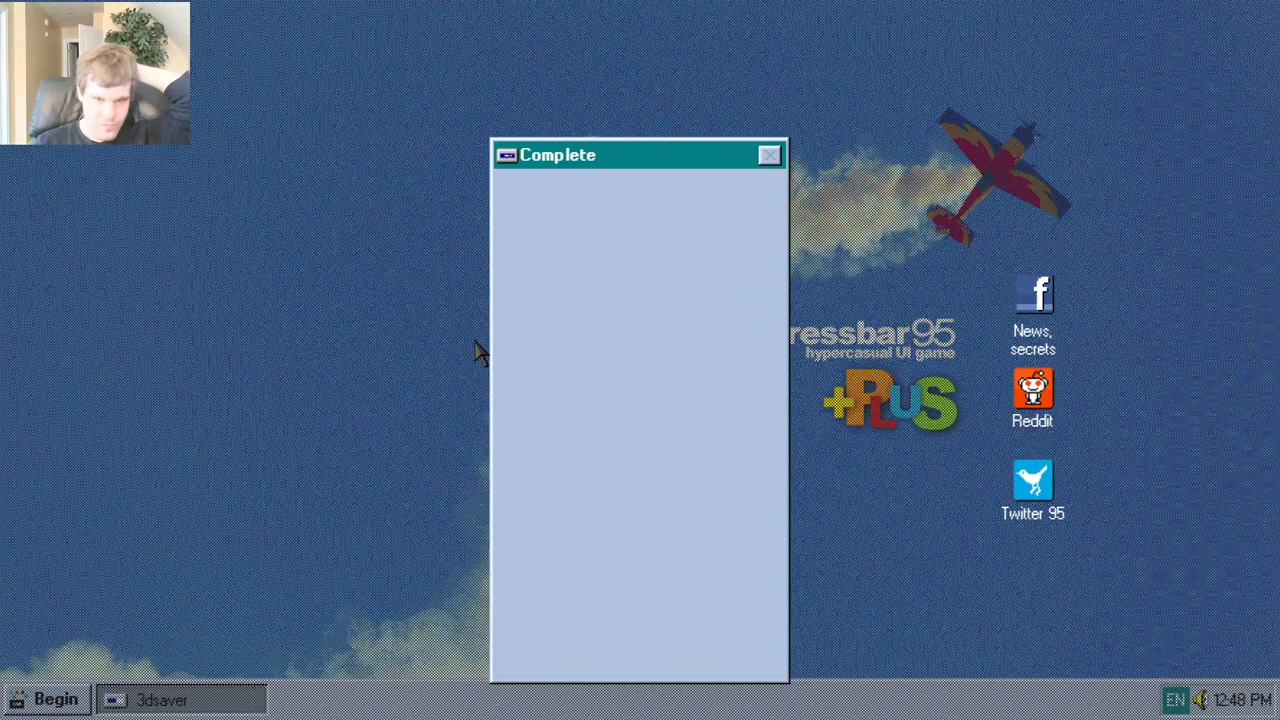 Complete
ressbar95
hypercasual UI game
+PLUS
f
News,
secrets
Reddit
Twitter 95
Begin
3dsaver
EN
12:48 PM